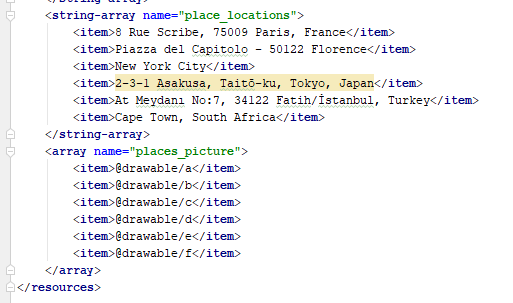 </string-array>
<string-array name="place_locations">
<item>8 Rue Scribe, 75009 Paris, France</item>
<item>Piazza del Capitolo - 50122 Florence</item>
<item>New York City</item>
<item>2-3-1 Asakusa, Taitō-ku, Tokyo, Japan</item>
<item>At Meydanı No:7, 34122 Fatih/İstanbul, Turkey</item>
<item>Cape Town, South Africa</item>
</string-array>
<array name="places_picture">
<item>@drawable/a</item>
<item>@drawable/b</item>
<item>@drawable/c</item>
<item>@drawable/d</item>
<item>@drawable/e</item>
<item>@drawable/f</item>
</array>
</resources>